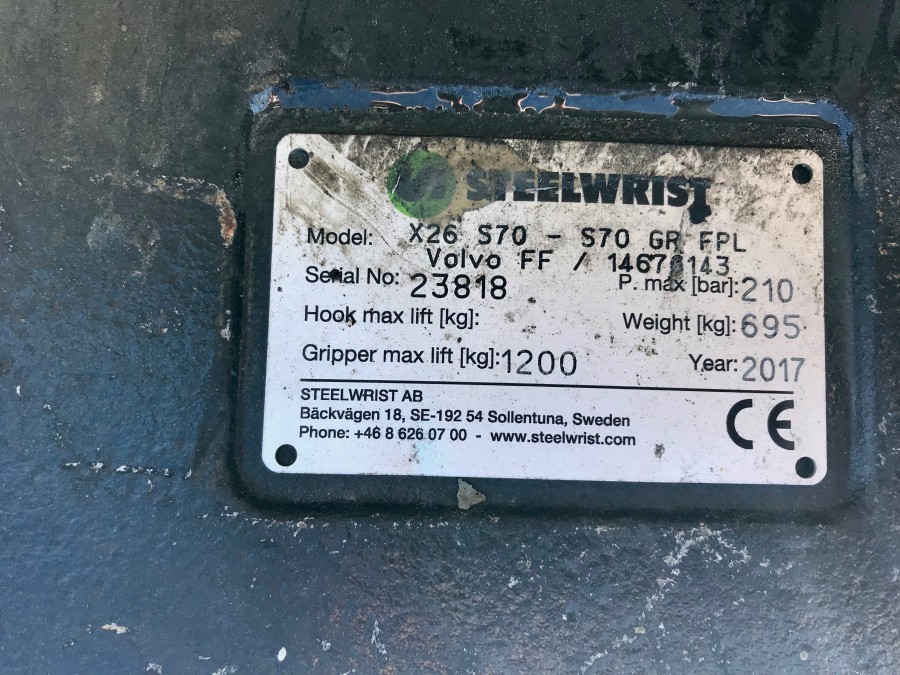 STEELWRIST
Model: X26 S70 - S70 GR FPL
Volvo FF /
Serial No: 23818 P. max [bar]: 210
Hook max lift [kg]: Weight [kg]: 695
Gripper max lift [kg]: 1200 Year: 2017
STEELWRIST AB
Bäckvägen 18, SE-192 54 Sollentuna, Sweden
Phone: +46 8 626 07 00 - www.steelwrist.com
CE